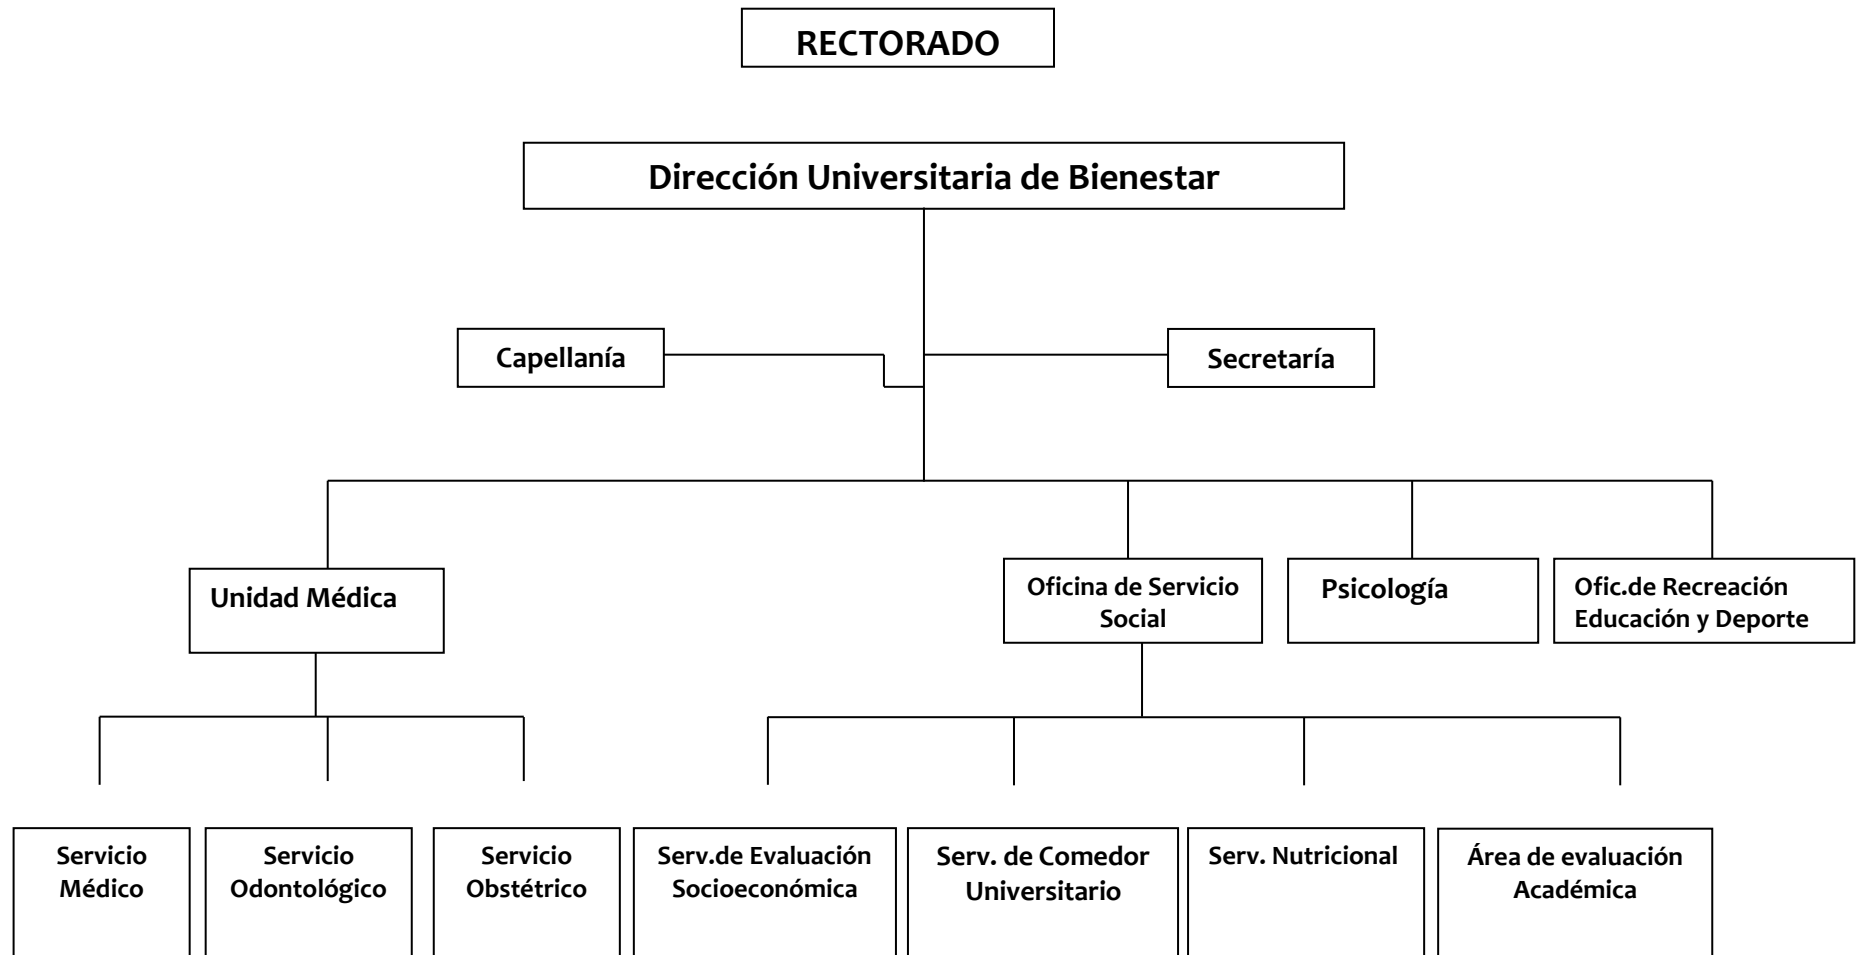 RECTORADO
Dirección Universitaria de Bienestar
Capellanía
Secretaría
Unidad Médica
Oficina de Servicio
Social
Psicología
Ofic.de Recreación
Educación y Deporte
Servicio
Médico
Servicio
Odontológico
Servicio
Obstétrico
Serv.de Evaluación
Socioeconómica
Serv. de Comedor
Universitario
Serv. Nutricional
Área de evaluación
Académica